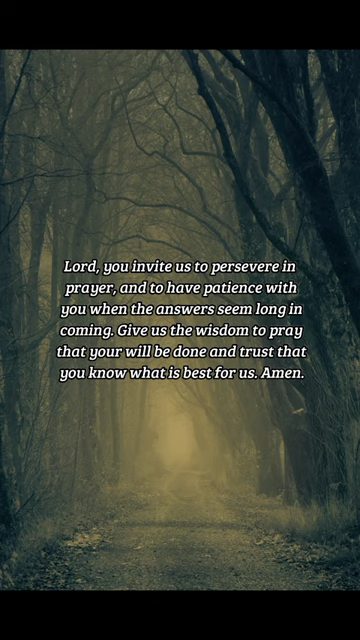 Lord, you invite us to persevere in
prayer, and to have patience with
you when the answers seem long in
coming. Give us the wisdom to pray
that your will be done and trust that
you know what is best for us. Amen.